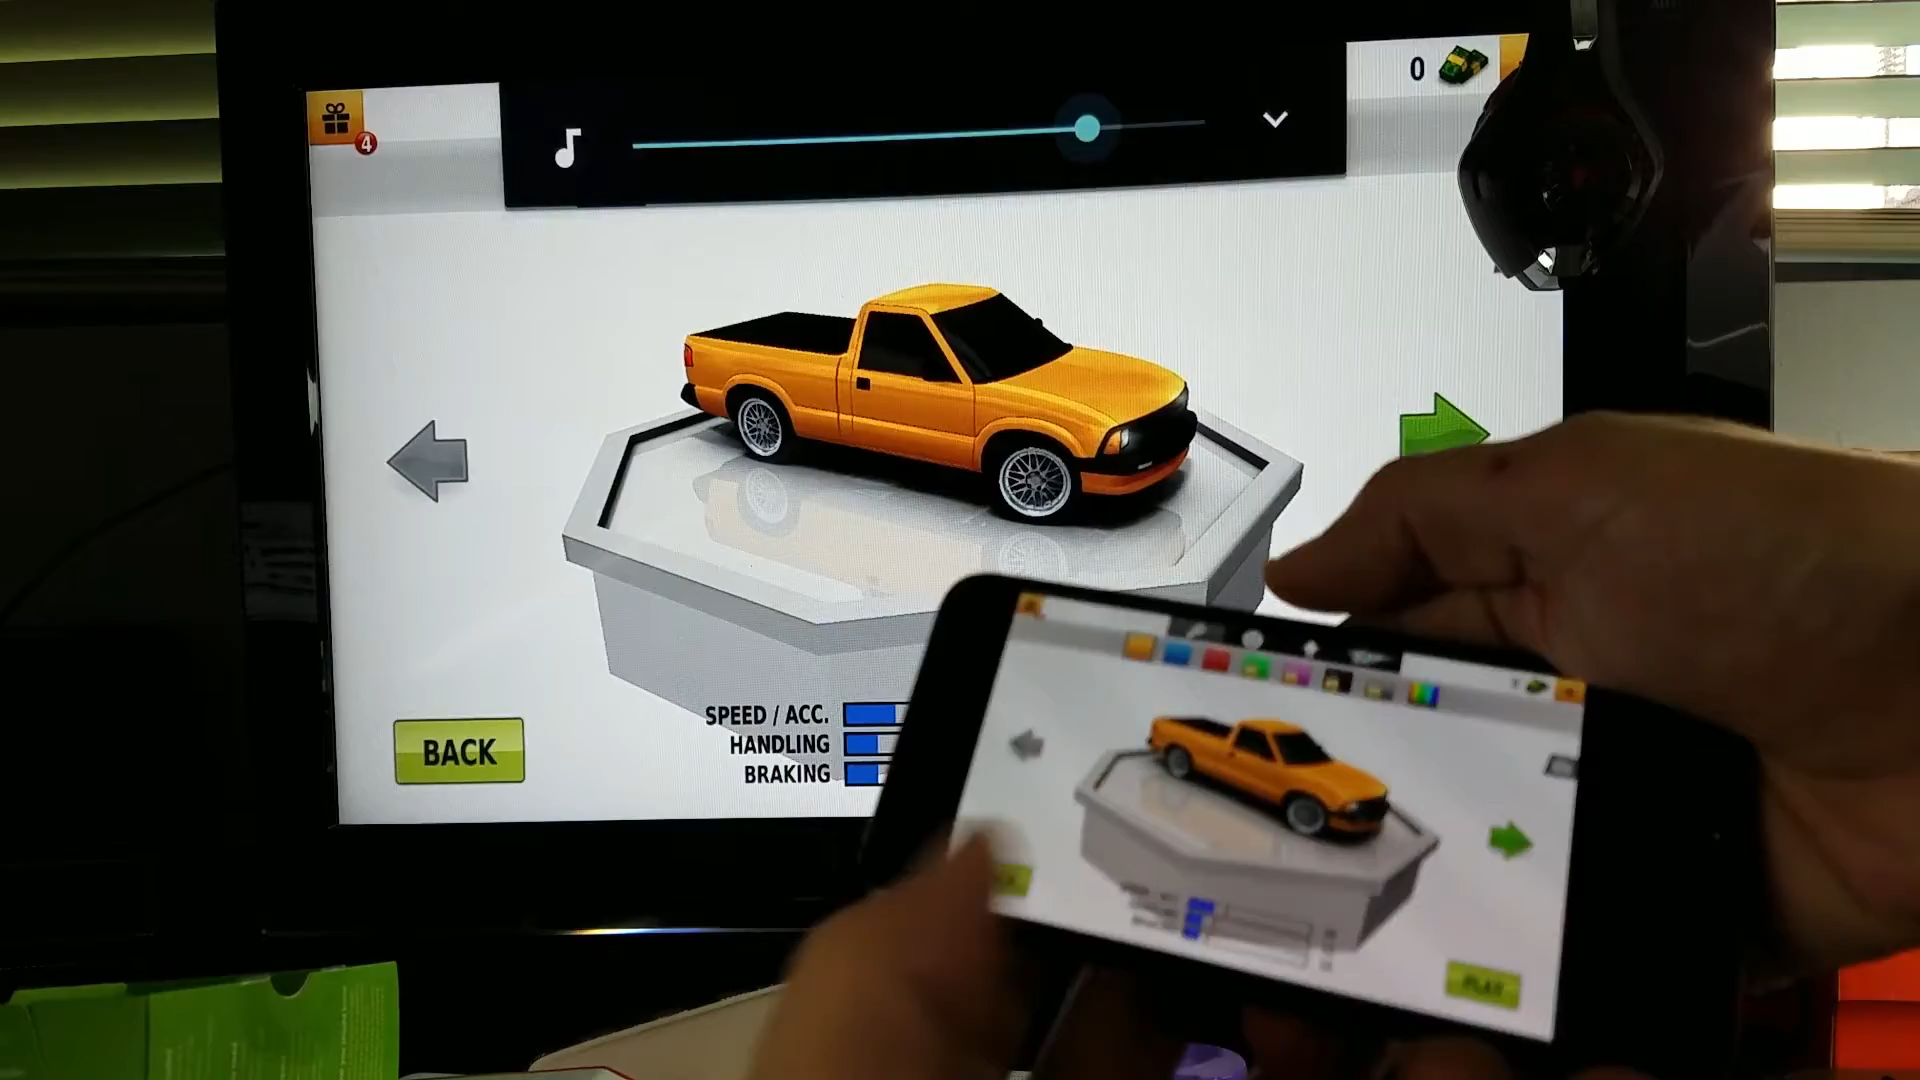 0
4
SPEED / ACC.
HANDLING
BRAKING
BACK
PLAY